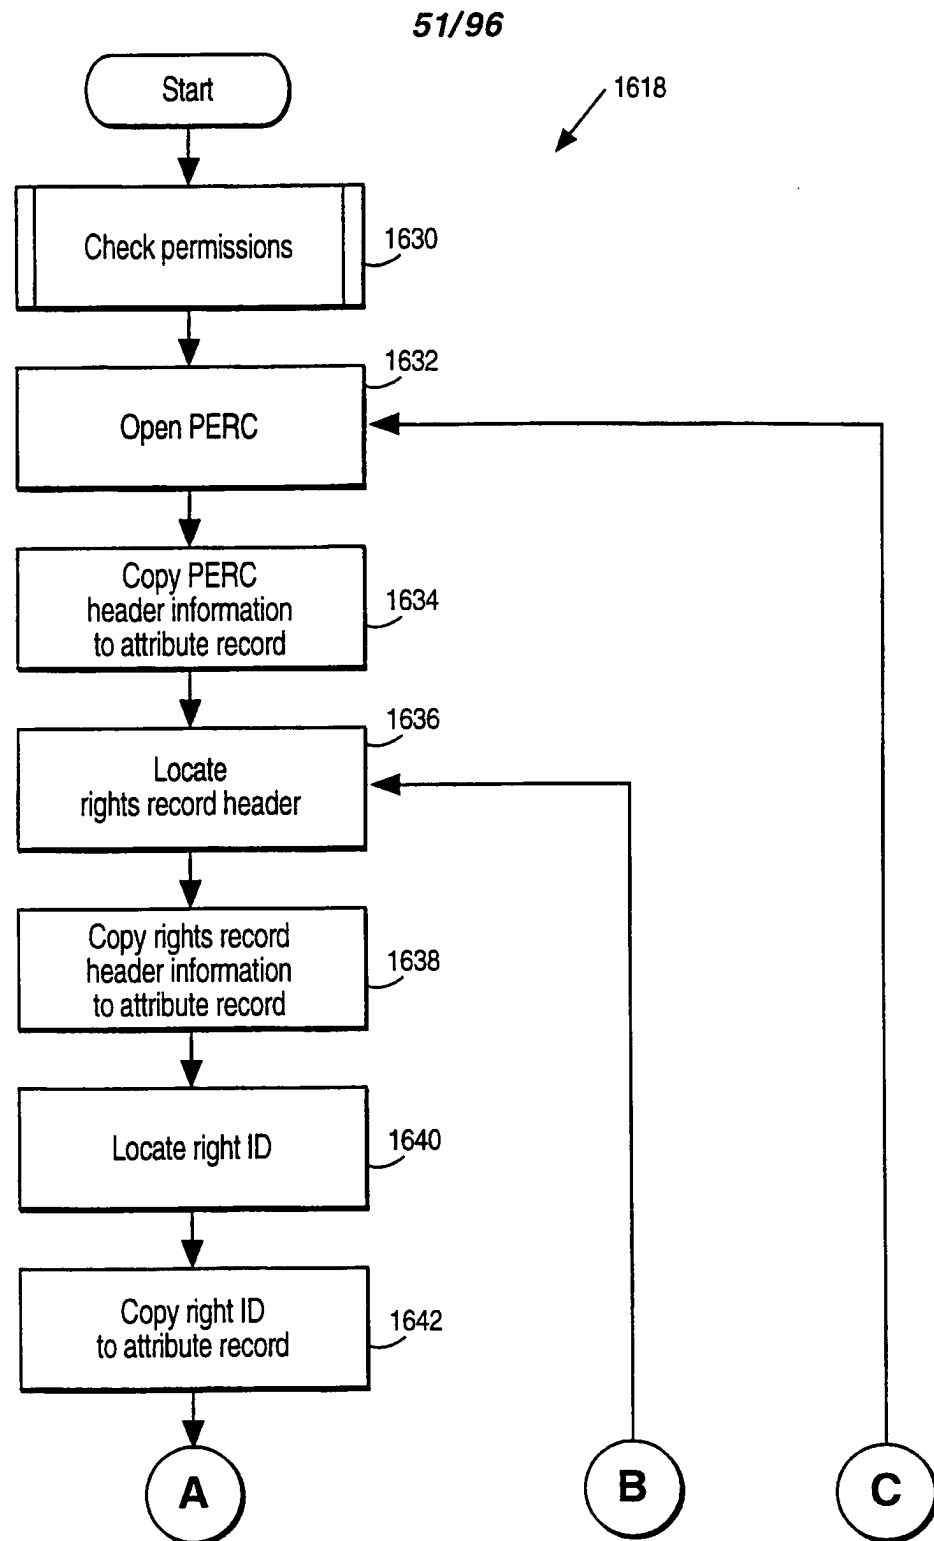 51/96
Start
1618
Check permissions
1630
1632
Open PERC
Copy PERC
header information
to attribute record
1634
1636
Locate
rights record header
Copy rights record
header information
to attribute record
1638
Locate right ID
1640
Copy right ID
to attribute record
1642
A
B
C